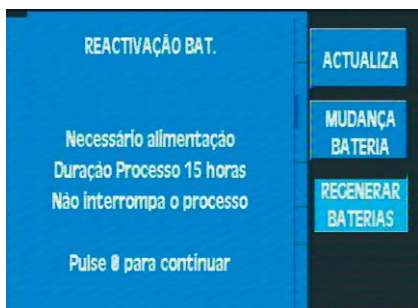 REACTIVAÇÃO BAT.
Necessário alimentação
Duração Processo 15 horas
Não interrompa o processo
Pulse 0 para continuar
ACTUALIZA
MUDANÇA
BATERIA
REGENERAR
BATERIAS